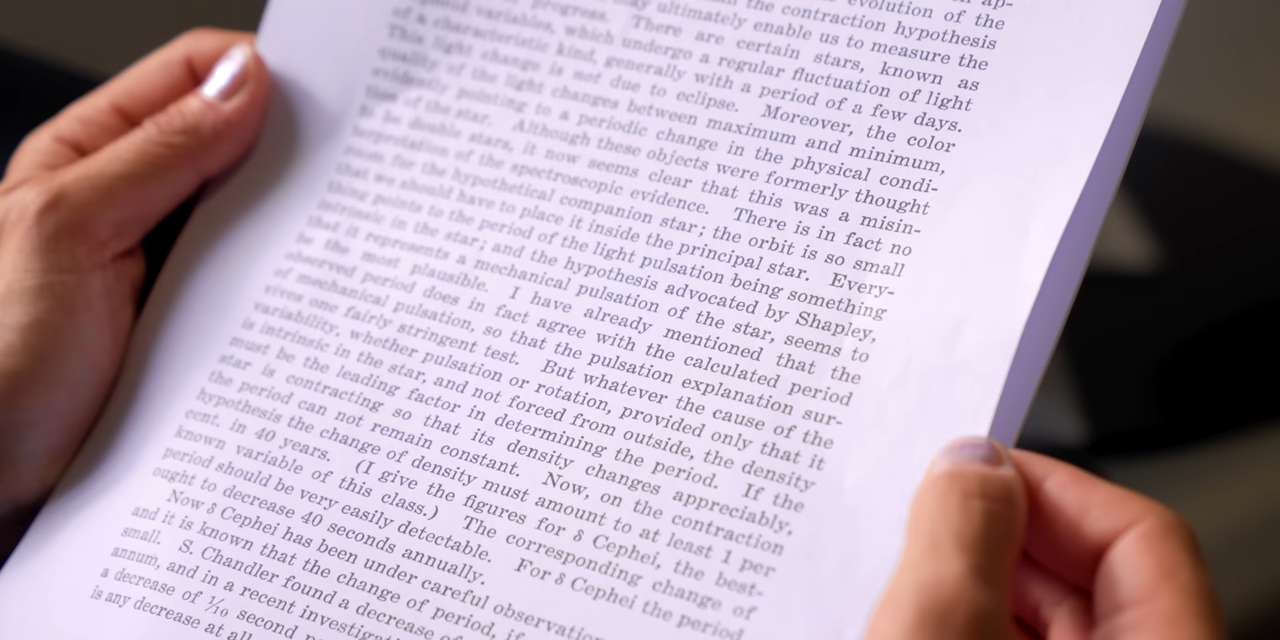 ap-
evolution of the
the contraction hypothesis
may ultimately enable us to measure the
progress. There are certain stars, known as
variables, which undergo a regular fluctuation of light
of a characteristic kind, generally with a period of a few days.
This light change is not due to eclipse. Moreover, the color
quality of the light changes between maximum and minimum,
evidently pointing to a periodic change in the physical condi-
tion of the star. Although these objects were formerly thought
to be double stars, it now seems clear that this was a misin-
terpretation of the spectroscopic evidence. There is in fact no
room for the hypothetical companion star; the orbit is so small
that we should have to place it inside the principal star. Every-
thing points to the period of the light pulsation being something
intrinsic in the star; and the hypothesis advocated by Shapley,
that it represents a mechanical pulsation of the star, seems to
be the most plausible. I have already mentioned that the
observed period does in fact agree with the calculated period
of mechanical pulsation, so that the pulsation explanation sur-
vives one fairly stringent test. But whatever the cause of the
variability, whether pulsation or rotation, provided only that it
is intrinsic in the star, and not forced from outside, the density
must be the leading factor in determining the period. If the
star is contracting so that its density changes appreciably,
the period can not remain constant. Now, on the contraction
hypothesis the change of density must amount to at least 1 per
cent. in 40 years. (I give the figures for δ Cephei, the best-
known variable of this class.) The corresponding change of
period should be very easily detectable. For δ Cephei the period
ought to decrease 40 seconds annually.
Now δ Cephei has been under careful observation
and it is known that the change of period, if
small. S. Chandler found a decrease of
annum, and in a recent
a decrease of 1/10 second
is any decrease at all